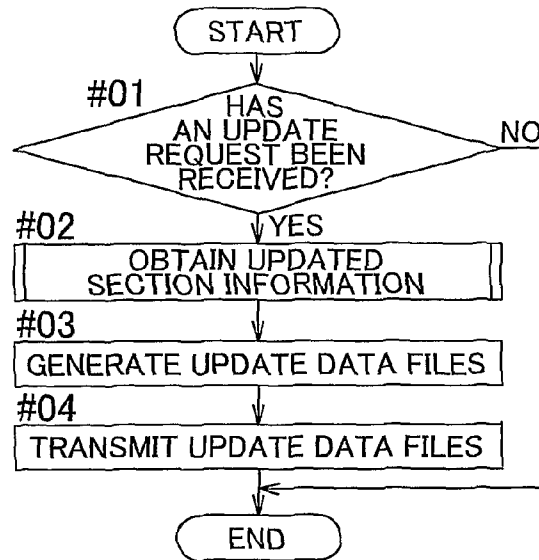 START
#01
HAS
AN UPDATE
REQUEST BEEN
RECEIVED?
NO
YES
#02
OBTAIN UPDATED
SECTION INFORMATION
#03
GENERATE UPDATE DATA FILES
#04
TRANSMIT UPDATE DATA FILES
END